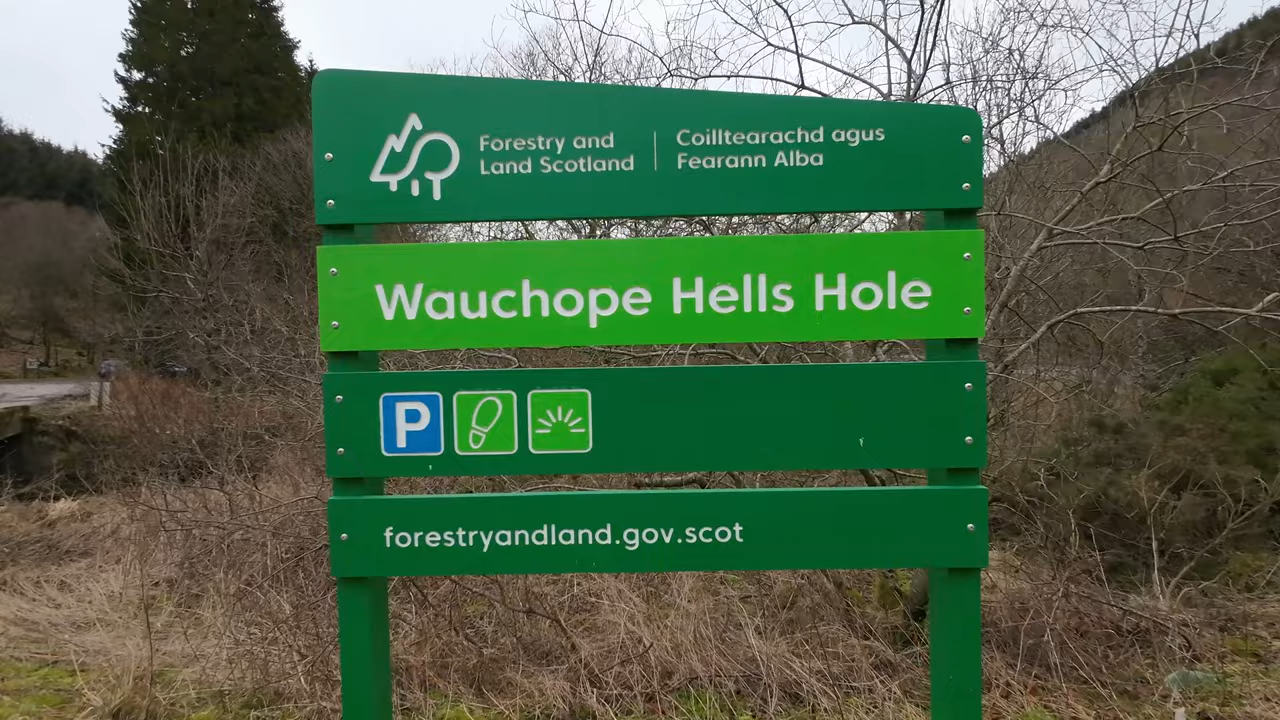 Forestry and
Land Scotland
Coilltearachd agus
Fearann Alba
Wauchope Hells Hole
P
forestryandland.gov.scot